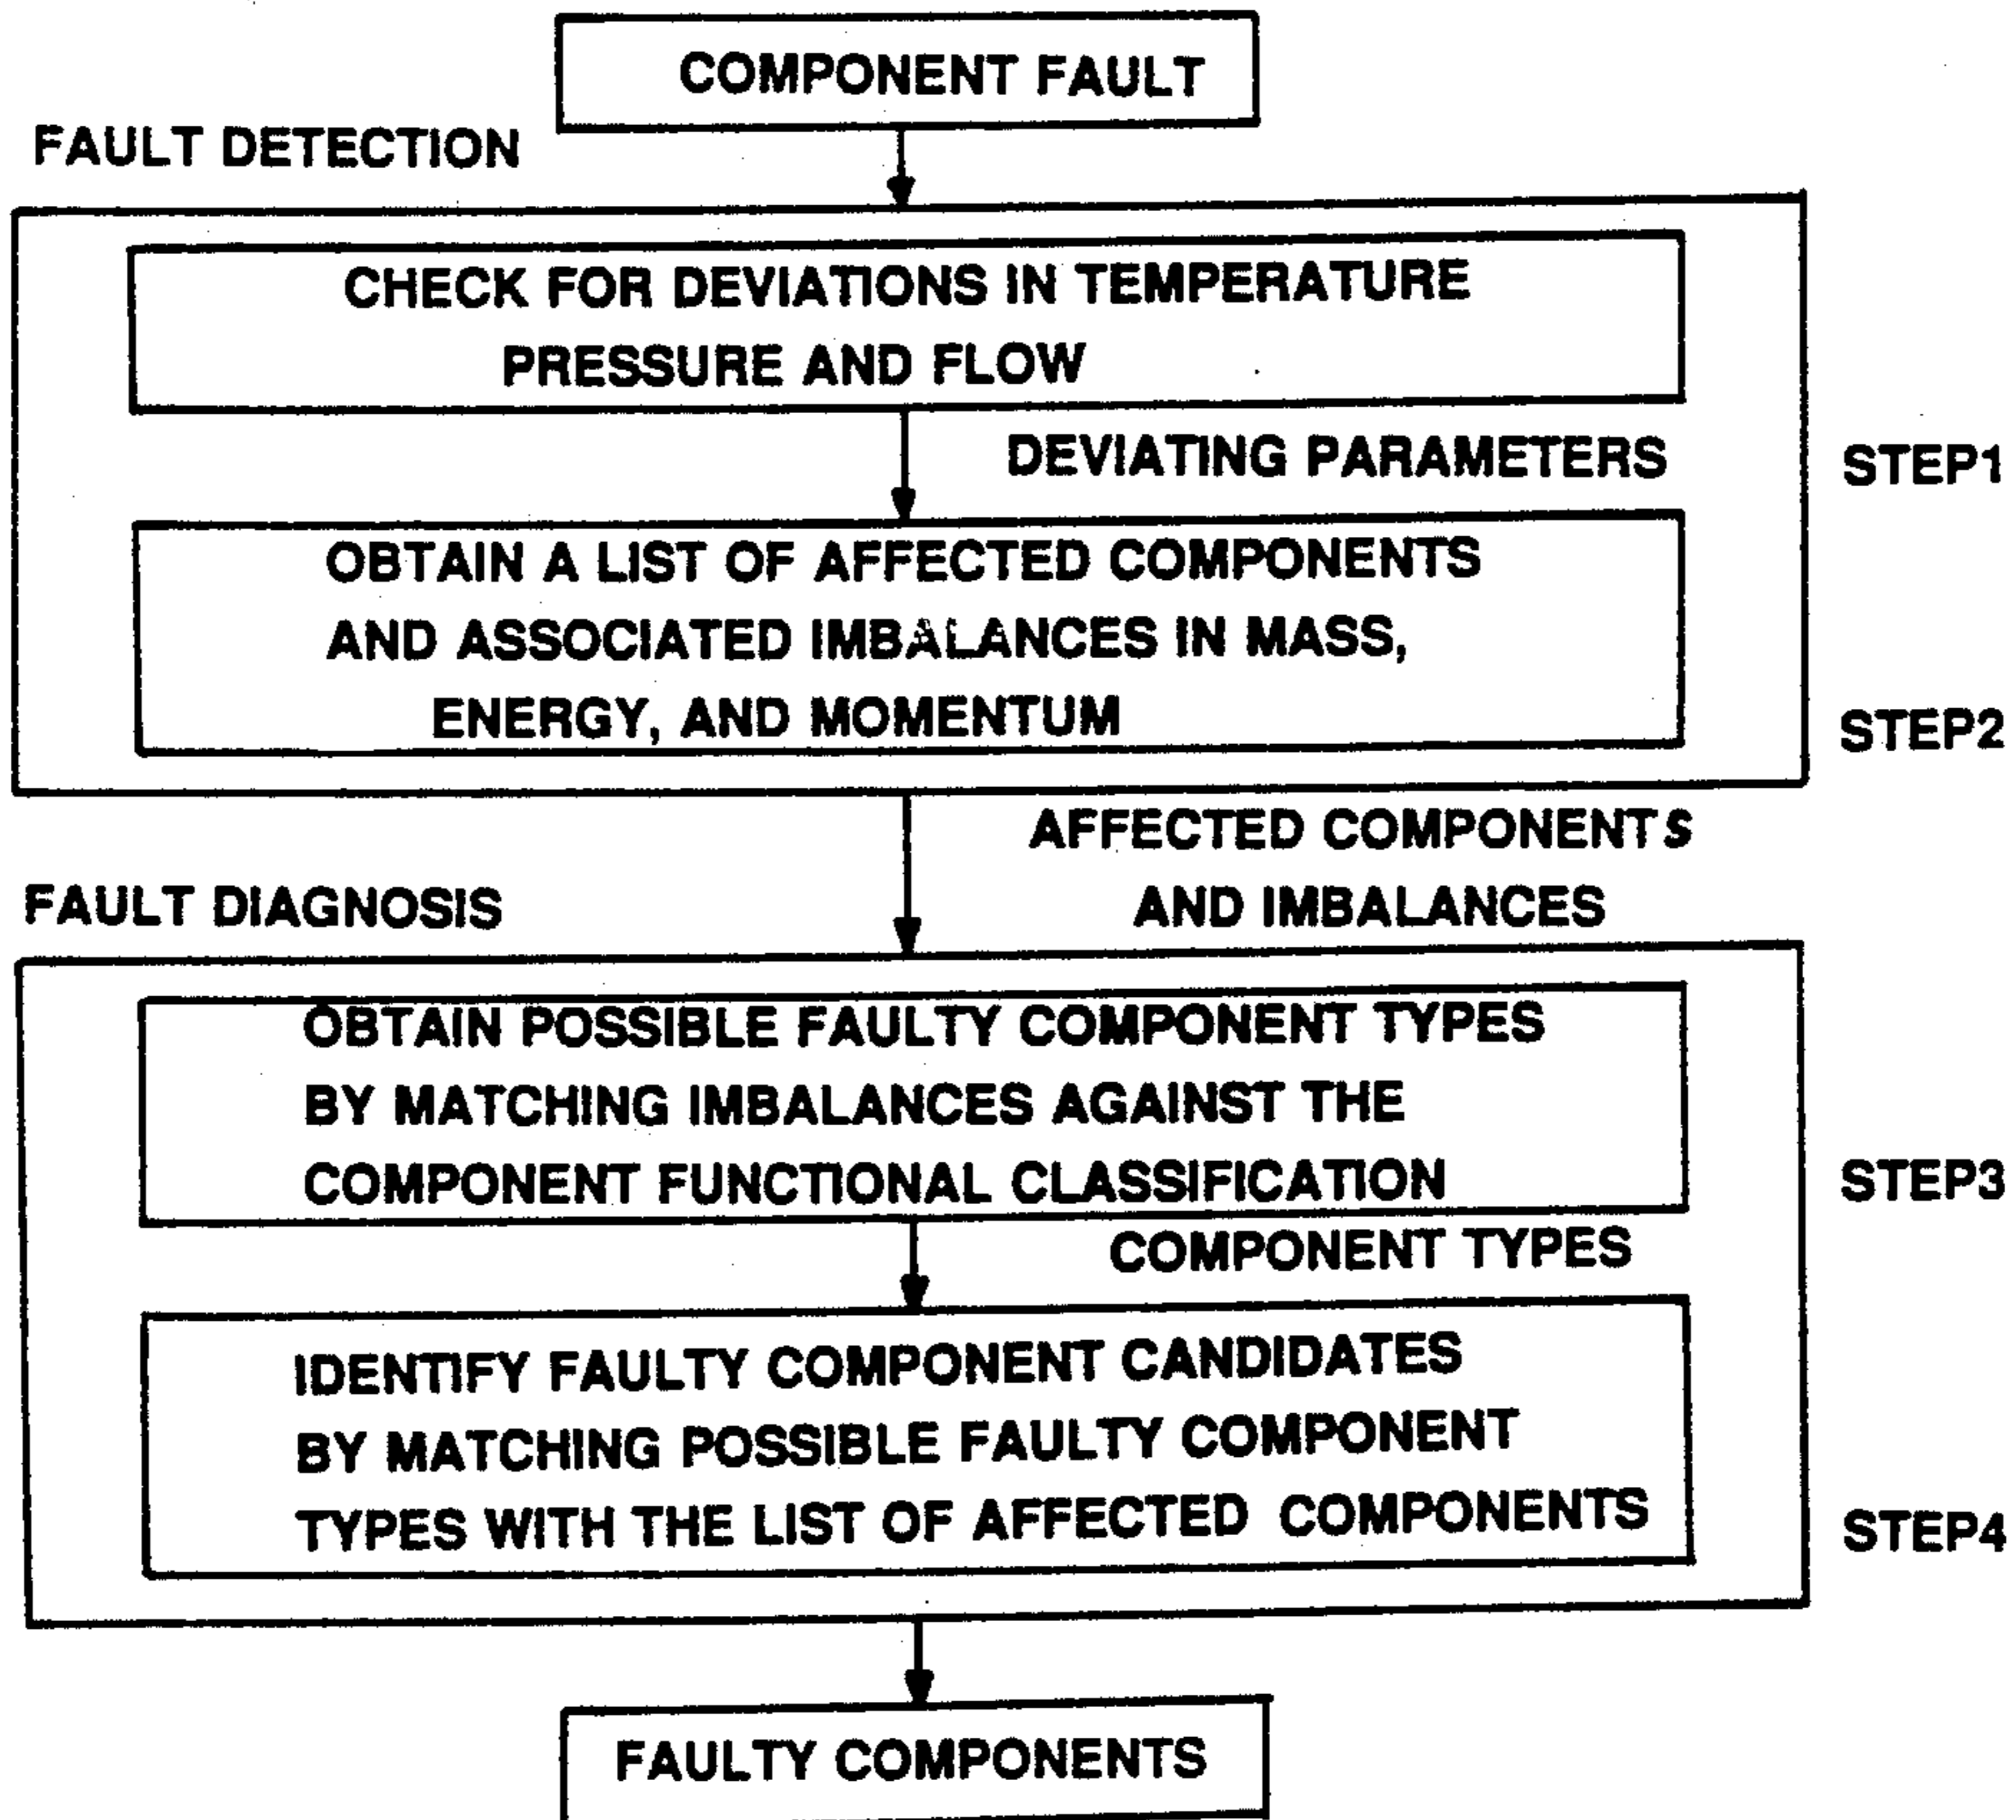 COMPONENT FAULT
FAULT DETECTION
CHECK FOR DEVIATIONS IN TEMPERATURE
PRESSURE AND FLOW
DEVIATING PARAMETERS
STEP1
OBTAIN A LIST OF AFFECTED COMPONENTS
AND ASSOCIATED IMBALANCES IN MASS,
ENERGY, AND MOMENTUM
STEP2
AFFECTED COMPONENTS
AND IMBALANCES
FAULT DIAGNOSIS
OBTAIN POSSIBLE FAULTY COMPONENT TYPES
BY MATCHING IMBALANCES AGAINST THE
COMPONENT FUNCTIONAL CLASSIFICATION
STEP3
COMPONENT TYPES
IDENTIFY FAULTY COMPONENT CANDIDATES
BY MATCHING POSSIBLE FAULTY COMPONENT
TYPES WITH THE LIST OF AFFECTED COMPONENTS
STEP4
FAULTY COMPONENTS